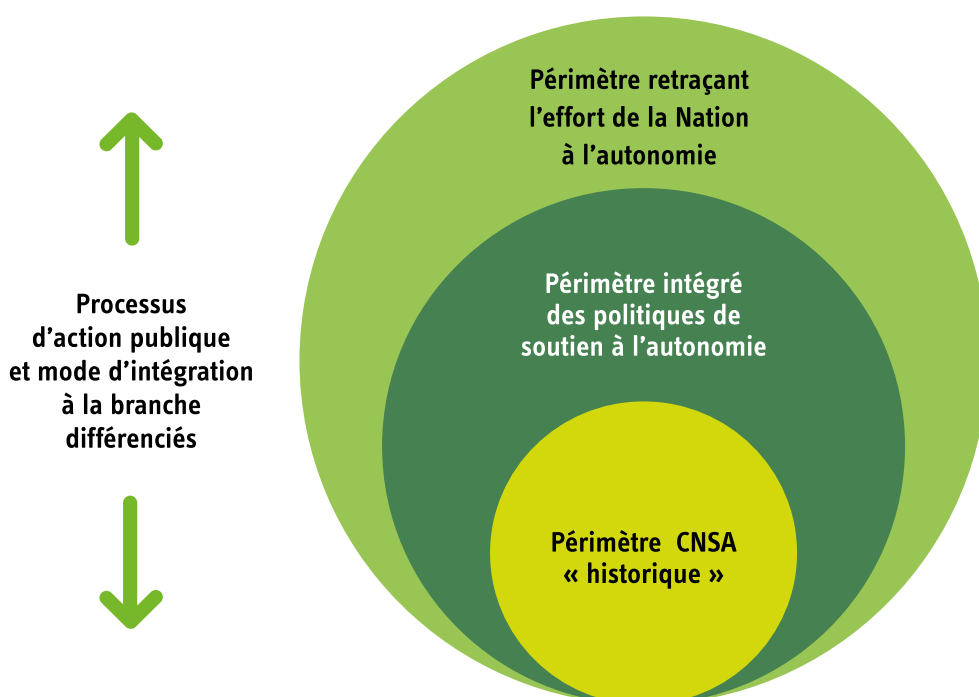 Périmètre retraçant
l’effort de la Nation
à l’autonomie
Périmètre intégré
des politiques de
soutien à l’autonomie
Périmètre CNSA
« historique »
Processus
d’action publique
et mode d’intégration
à la branche
différenciés